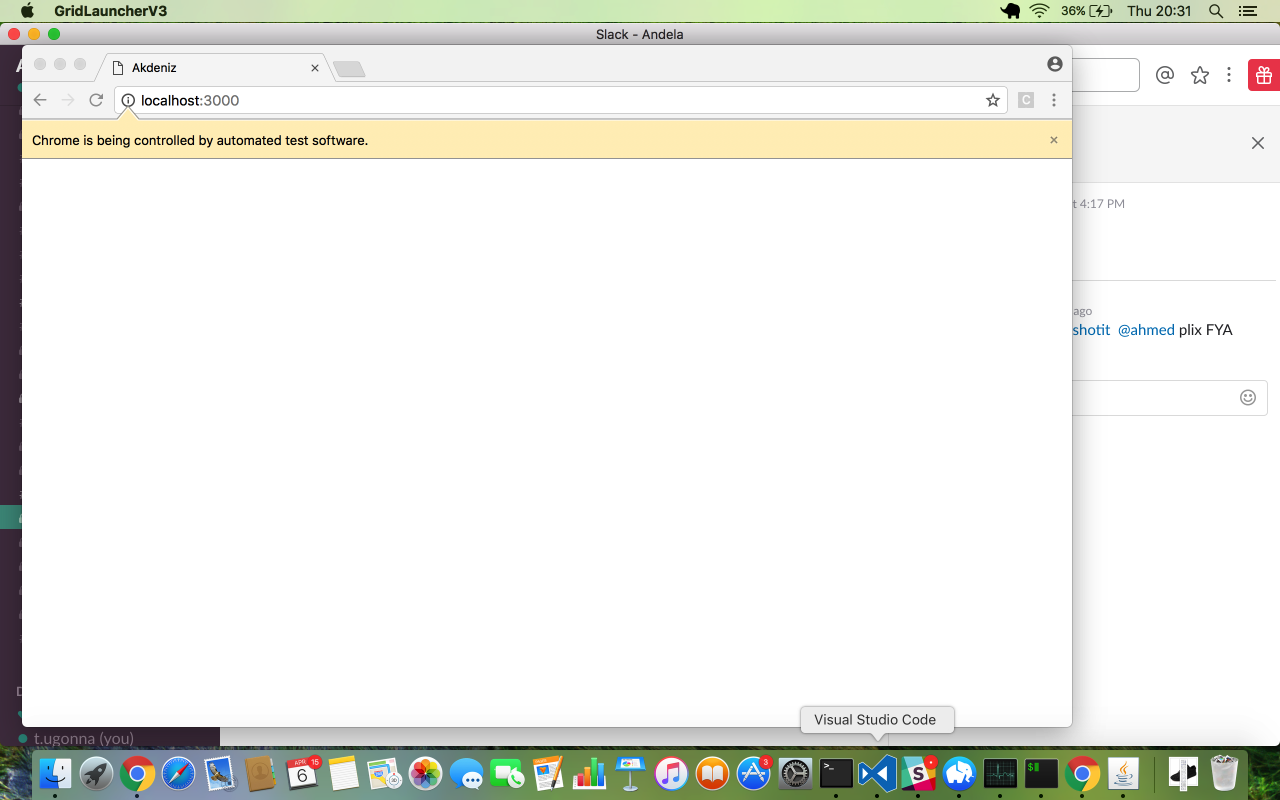 GridLauncherV3
36%
Thu 20:31
Slack - Andela
Akdeniz
localhost:3000
C
Chrome is being controlled by automated test software.
t 4:17 PM
ago
shotit @ahmed plix FYA
t.ugonna (you)
Visual Studio Code
APR 15
6
3D
3
>_
$